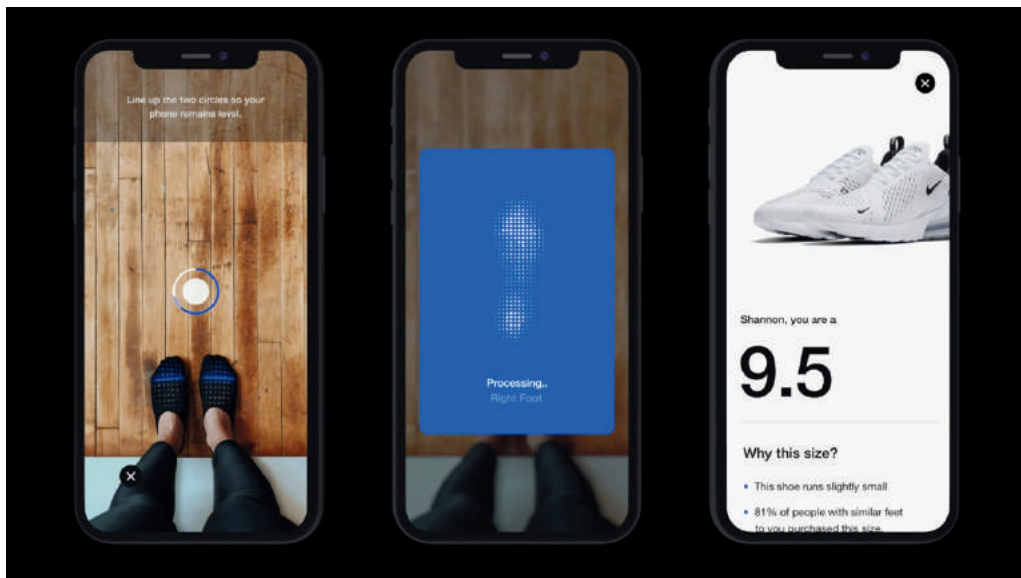 Line up the two circles so your
phone remains level.
Processing..
Right Foot
Shannon, you are a
9.5
Why this size?
This shoe runs slightly small
81% of people with similar feet
to you purchased this size.